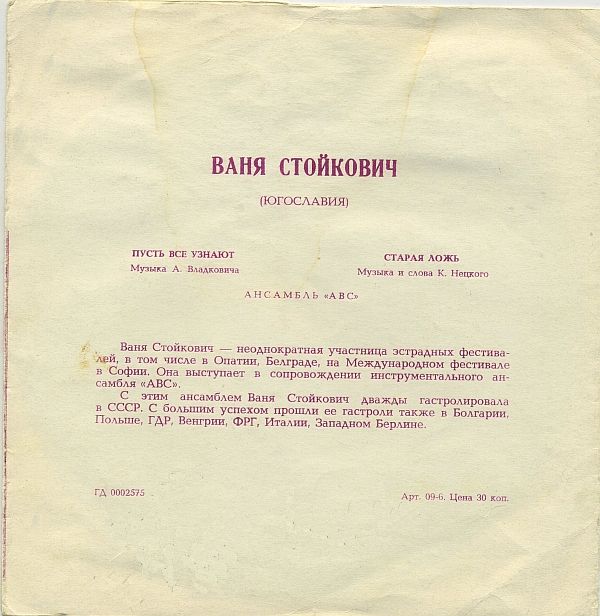 ВАНЯ СТОЙКОВИЧ
(ЮГОСЛАВИЯ)
ПУСТЬ ВСЕ УЗНАЮТ
Музыка А. Владковича
СТАРАЯ ЛОЖЬ
Музыка и слова К. Нецкого
АНСАМБЛЬ «АВС»
Ваня Стойкович — неоднократная участница эстрадных фестива-
лей, в том числе в Опатии, Белграде, на Международном фестивале
в Софии. Она выступает в сопровождении инструментального ан-
самбля «АВС».
С этим ансамблем Ваня Стойкович дважды гастролировала
в СССР. С большим успехом прошли ее гастроли также в Болгарии,
Польше, ГДР, Венгрии, ФРГ, Италии, Западном Берлине.
ГД 0002575
Арт. 09-6. Цена 30 коп.